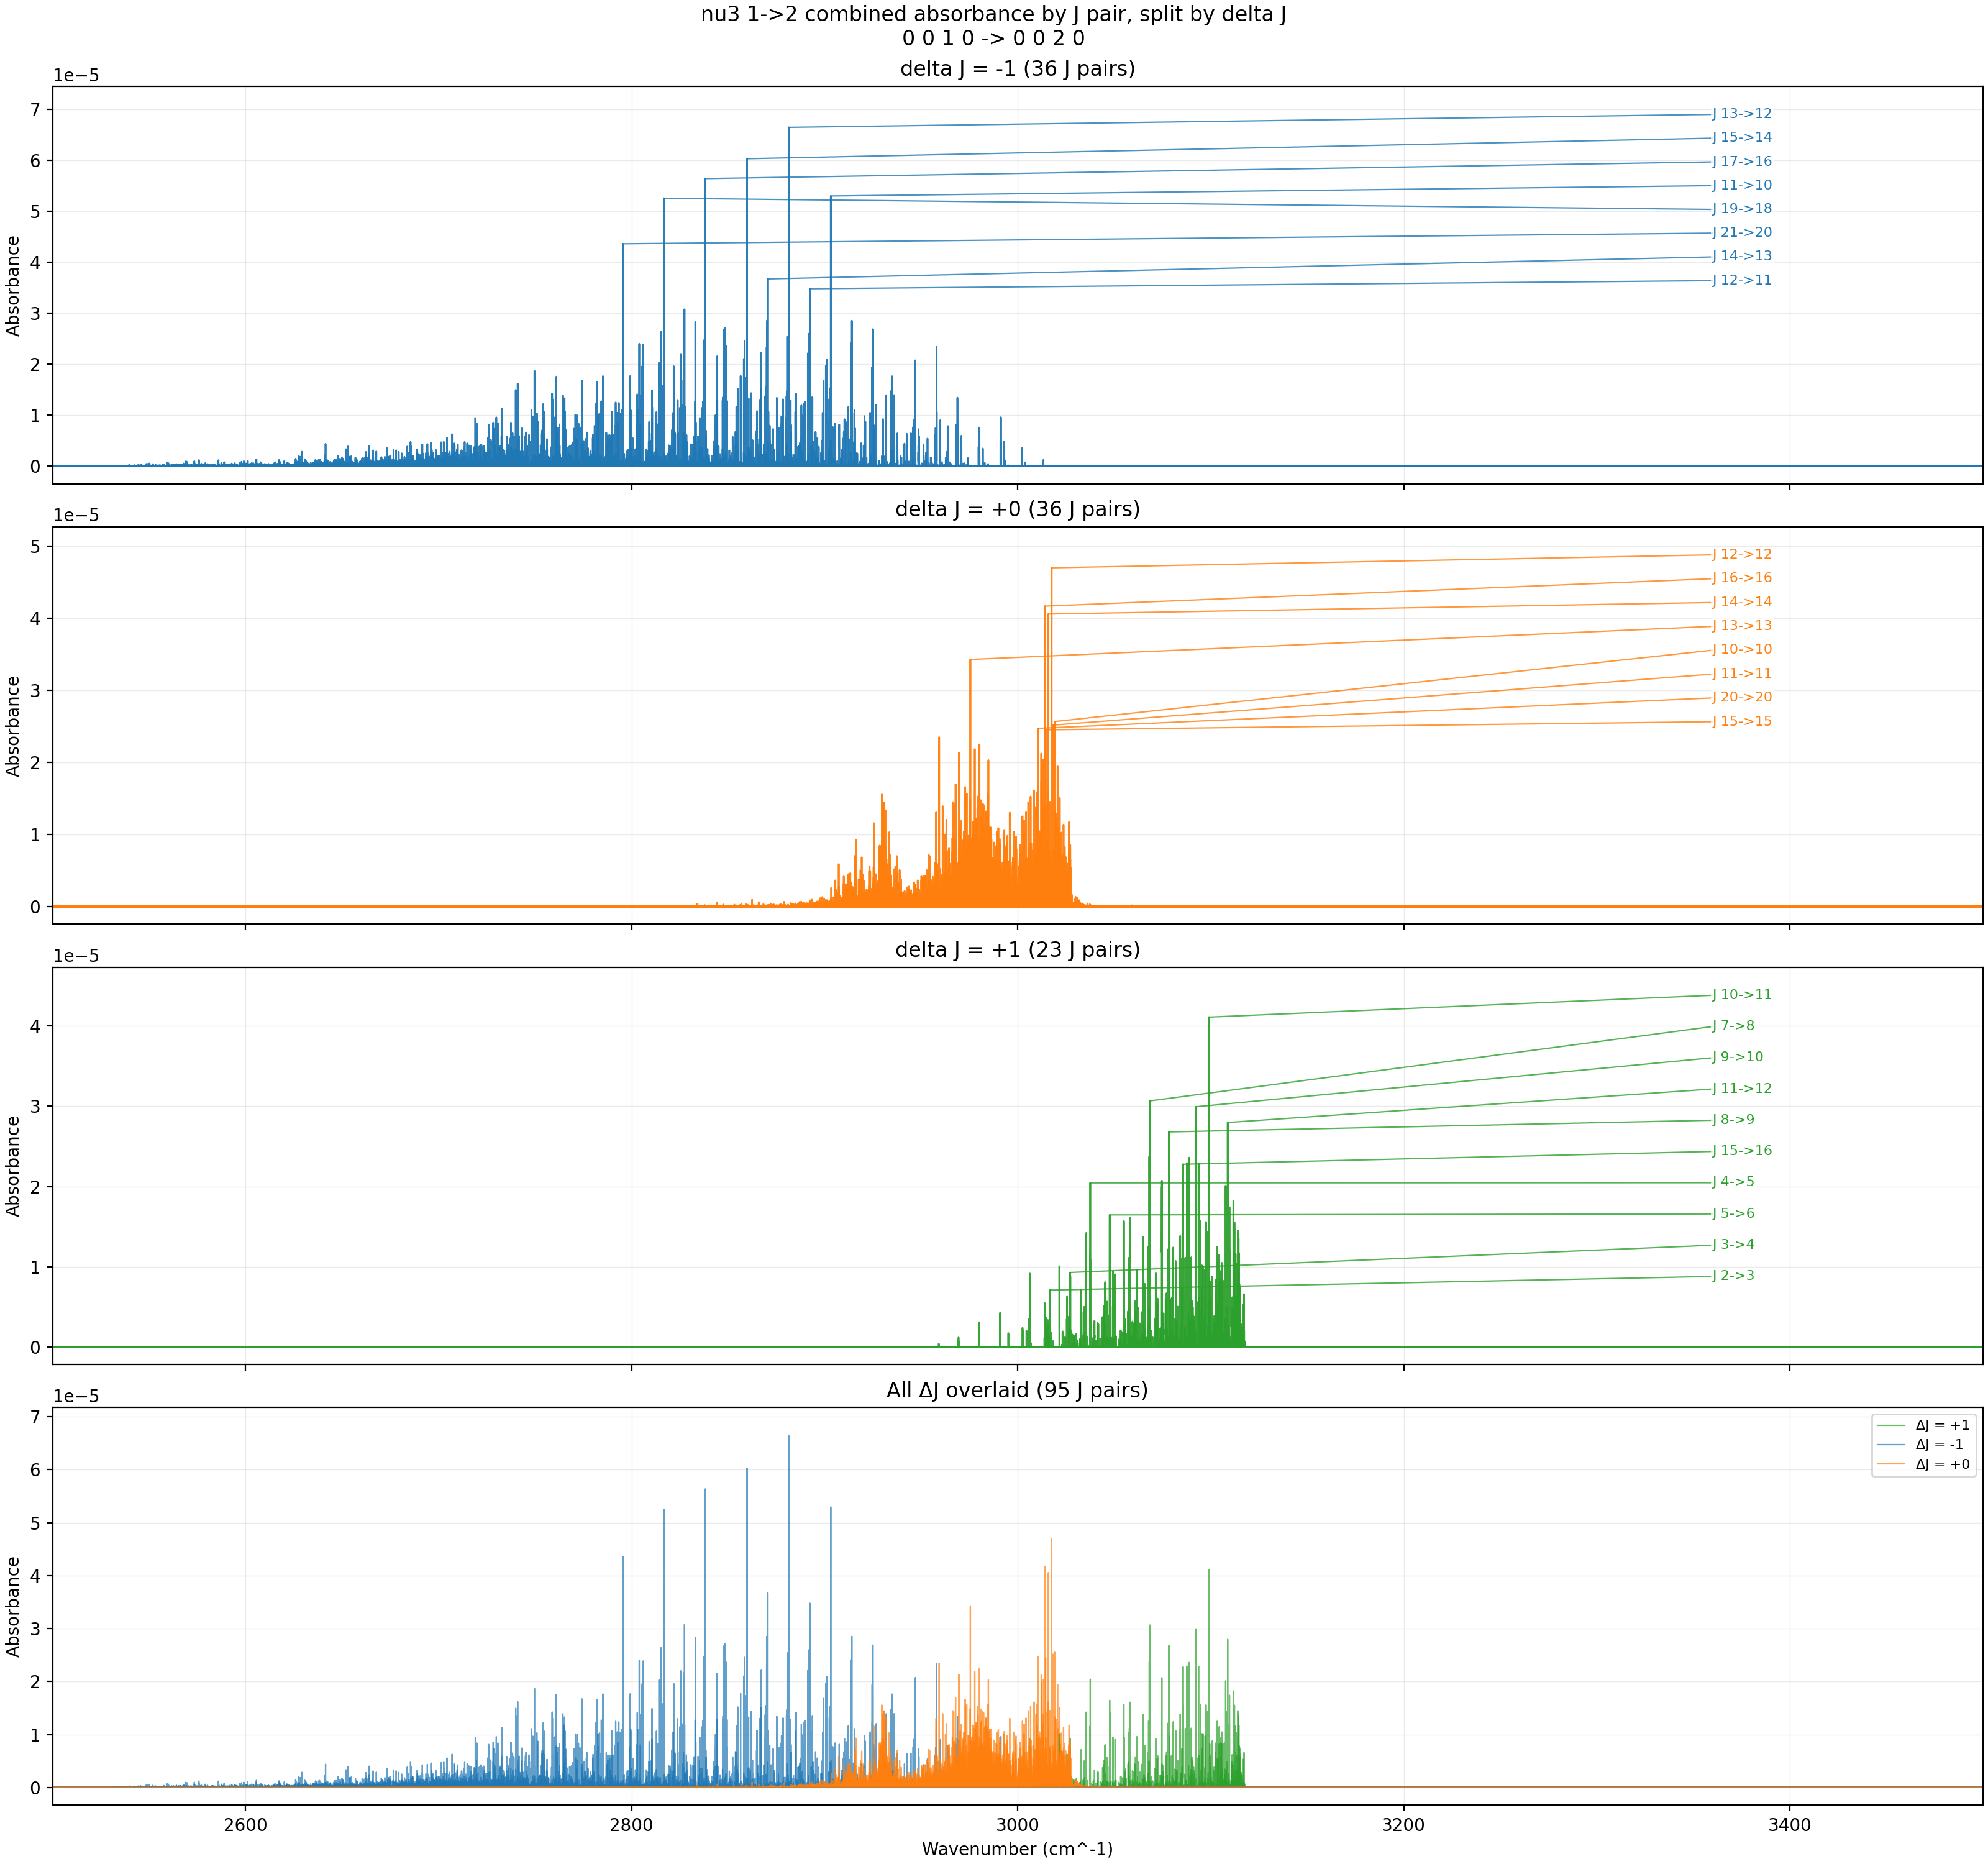 nu3 1->2 combined absorbance by J pair, split by delta J
0 0 1 0 -> 0 0 2 0
delta J = -1 (36 J pairs)
1e−5
7
6
5
4
3
2
1
0
Absorbance
J 13->12
J 15->14
J 17->16
J 11->10
J 19->18
J 21->20
J 14->13
J 12->11
delta J = +0 (36 J pairs)
1e−5
5
4
3
2
1
0
Absorbance
J 12->12
J 16->16
J 14->14
J 13->13
J 10->10
J 11->11
J 20->20
J 15->15
delta J = +1 (23 J pairs)
1e−5
4
3
2
1
0
Absorbance
J 10->11
J 7->8
J 9->10
J 11->12
J 8->9
J 15->16
J 4->5
J 5->6
J 3->4
J 2->3
All ΔJ overlaid (95 J pairs)
1e−5
7
6
5
4
3
2
1
0
Absorbance
ΔJ = +1
ΔJ = -1
ΔJ = +0
2600 2800 3000 3200 3400
Wavenumber (cm^-1)